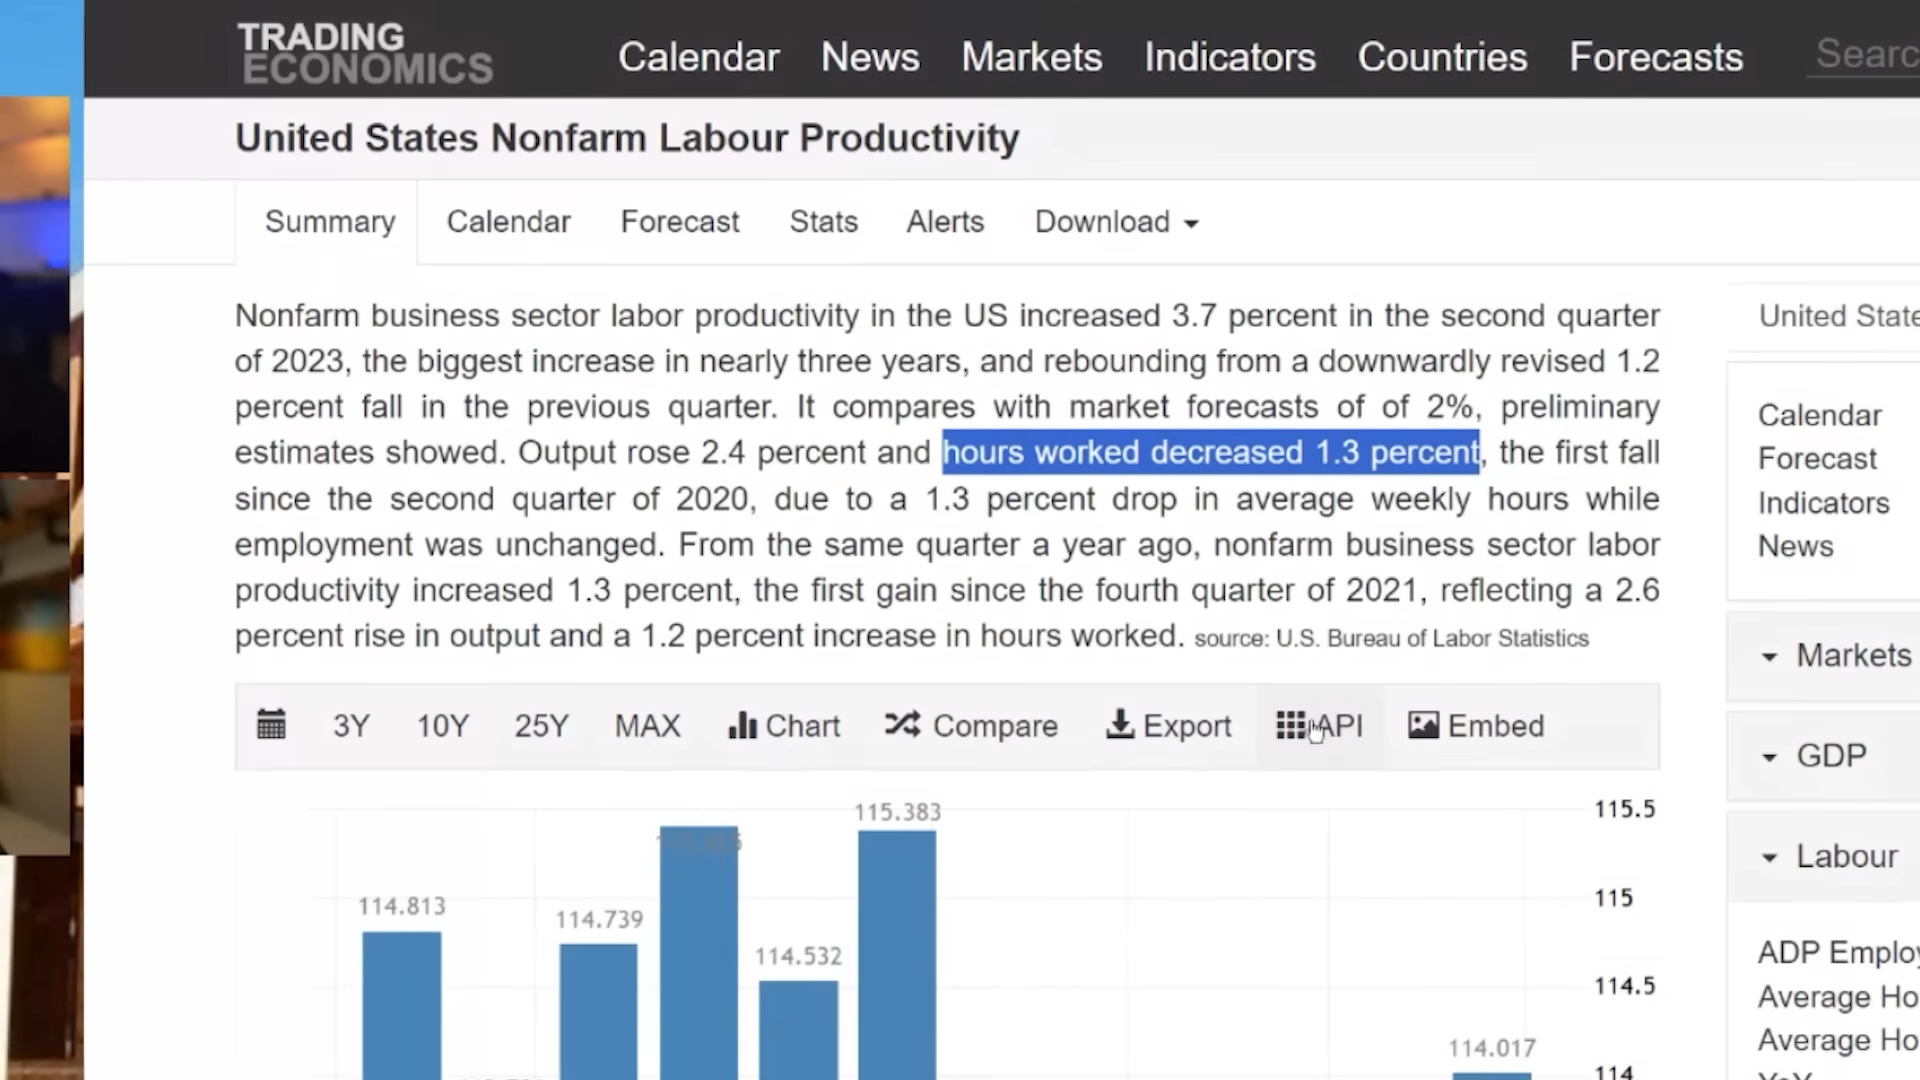 TRADING
ECONOMICS
Calendar News Markets Indicators Countries Forecasts Searc
United States Nonfarm Labour Productivity
Summary Calendar Forecast Stats Alerts Download
Nonfarm business sector labor productivity in the US increased 3.7 percent in the second quarter
of 2023, the biggest increase in nearly three years, and rebounding from a downwardly revised 1.2
percent fall in the previous quarter. It compares with market forecasts of of 2%, preliminary
estimates showed. Output rose 2.4 percent and hours worked decreased 1.3 percent, the first fall
since the second quarter of 2020, due to a 1.3 percent drop in average weekly hours while
employment was unchanged. From the same quarter a year ago, nonfarm business sector labor
productivity increased 1.3 percent, the first gain since the fourth quarter of 2021, reflecting a 2.6
percent rise in output and a 1.2 percent increase in hours worked. source: U.S. Bureau of Labor Statistics
United State
Calendar
Forecast
Indicators
News
Markets
GDP
Labour
ADP Employ
Average Ho
Average Ho
3Y 10Y 25Y MAX Chart Compare Export API Embed
115.383
115.5
114.813
115
114.739
114.532
114.5
114.017
114